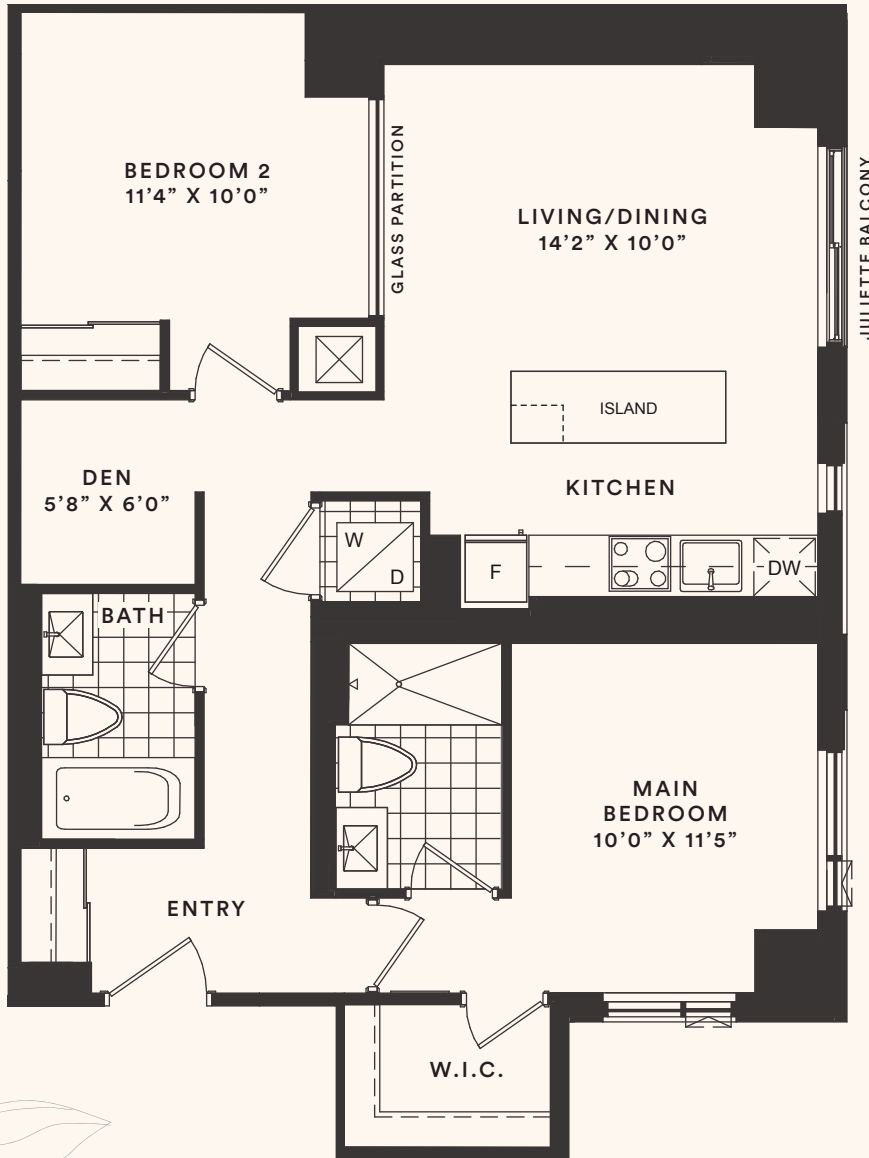 BEDROOM 2
11’4” X 10’0”
GLASS PARTITION
LIVING/DINING
14’2” X 10’0”
JULIETTE BALCONY
ISLAND
DEN
5’8” X 6’0”
KITCHEN
W
D
F
DW
BATH
MAIN
BEDROOM
10’0” X 11’5”
ENTRY
W.I.C.